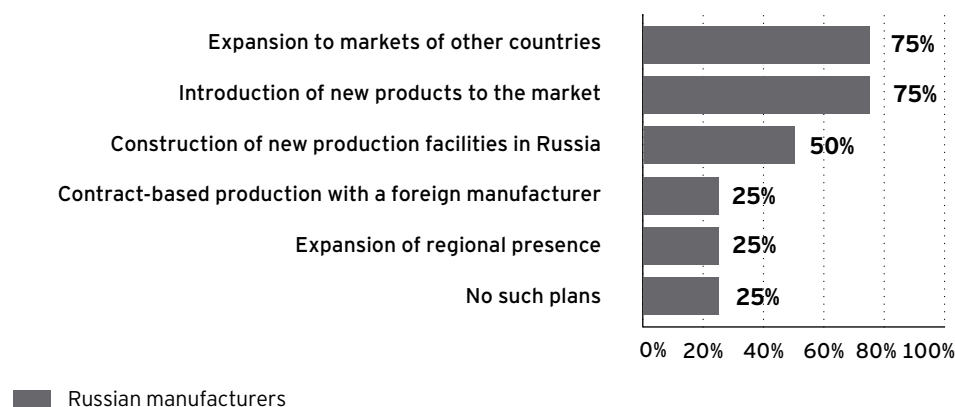 Expansion to markets of other countries 75%
Introduction of new products to the market 75%
Construction of new production facilities in Russia 50%
Contract-based production with a foreign manufacturer 25%
Expansion of regional presence 25%
No such plans 25%
0% 20% 40% 60% 80% 100%
Russian manufacturers